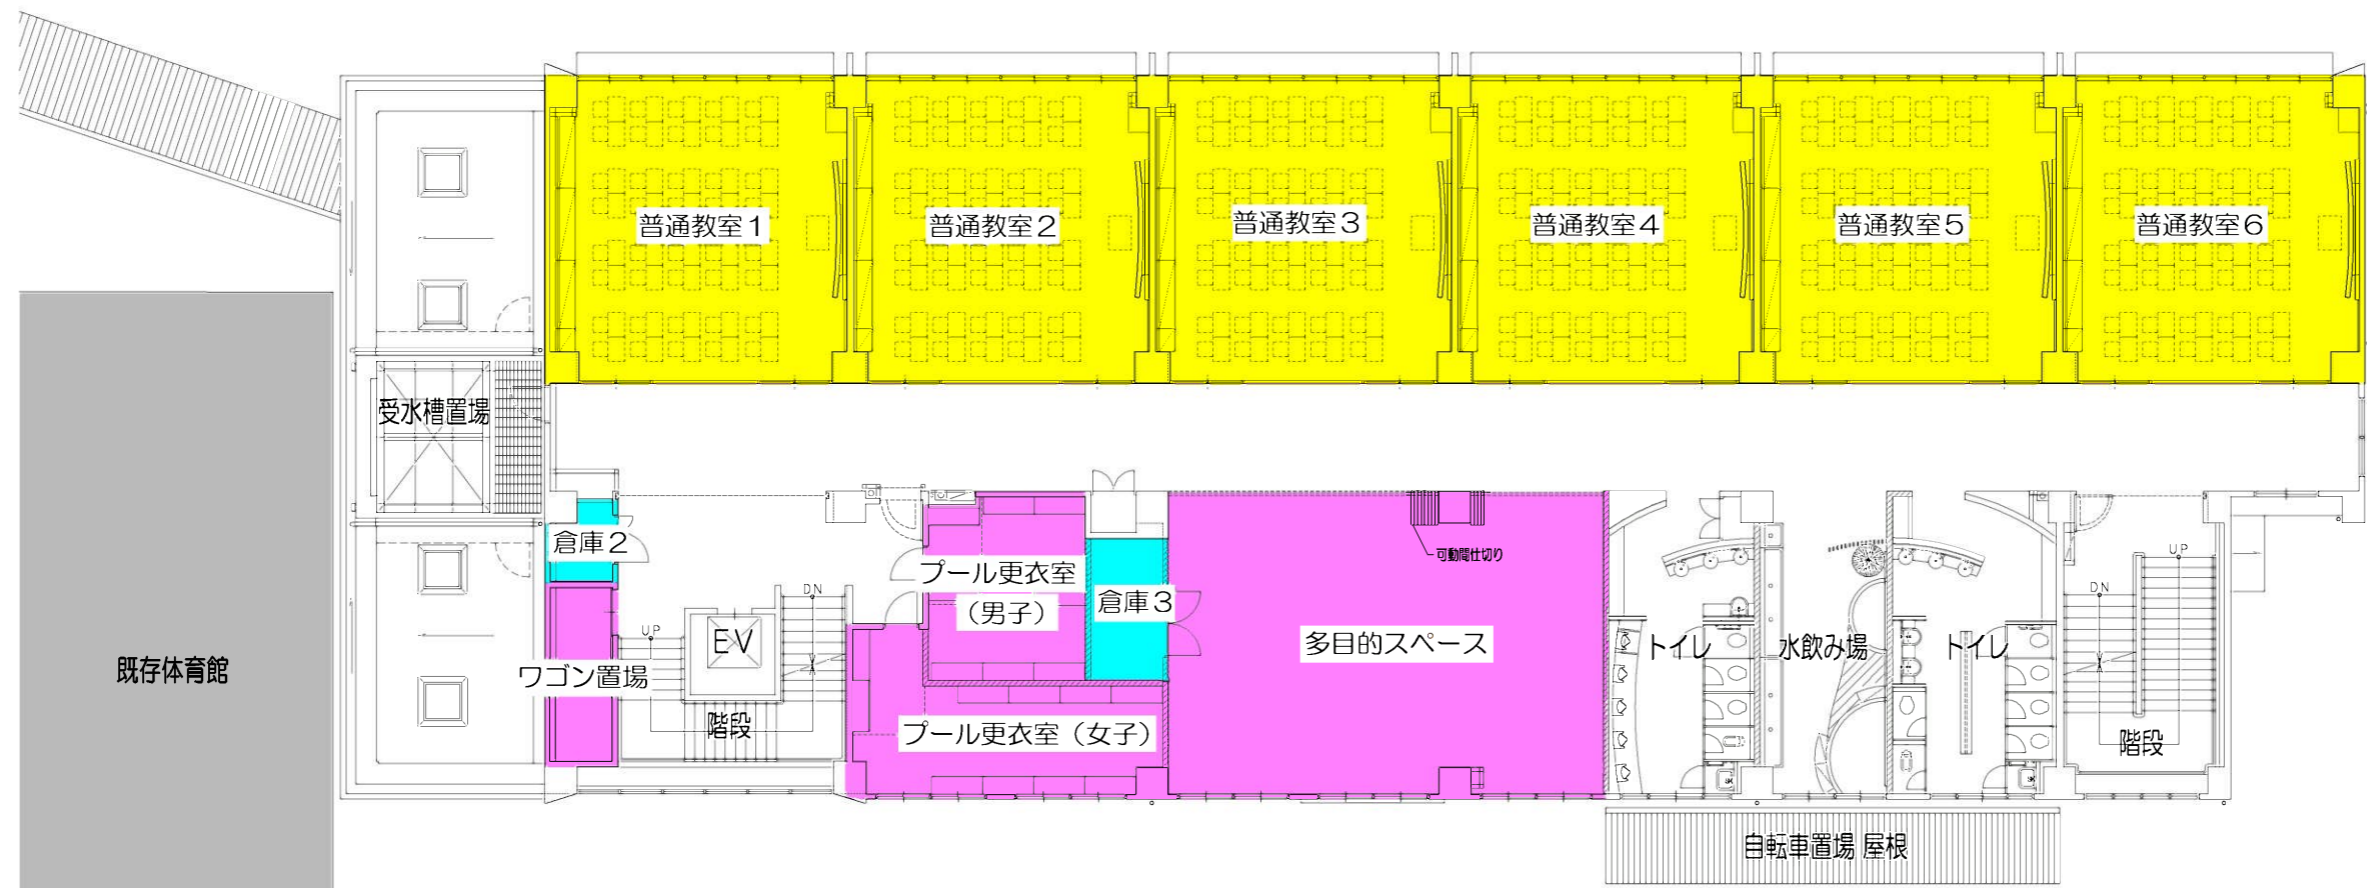 普通教室1
普通教室2
普通教室3
普通教室4
普通教室5
普通教室6
受水槽置場
倉庫2
プール更衣室
（男子）
倉庫3
可動間仕切り
DN
UP
EV
ワゴン置場
階段
プール更衣室（女子）
多目的スペース
トイレ
水飲み場
トイレ
UP
DN
階段
既存体育館
自転車置場 屋根